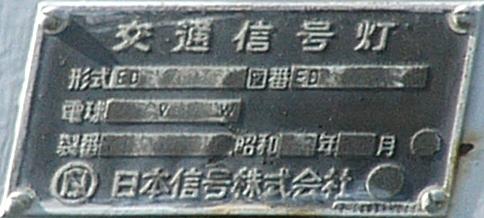 交通信号灯
形式ED 図番ED
電球 V W
製番 昭和 年 月
日本信号株式会社